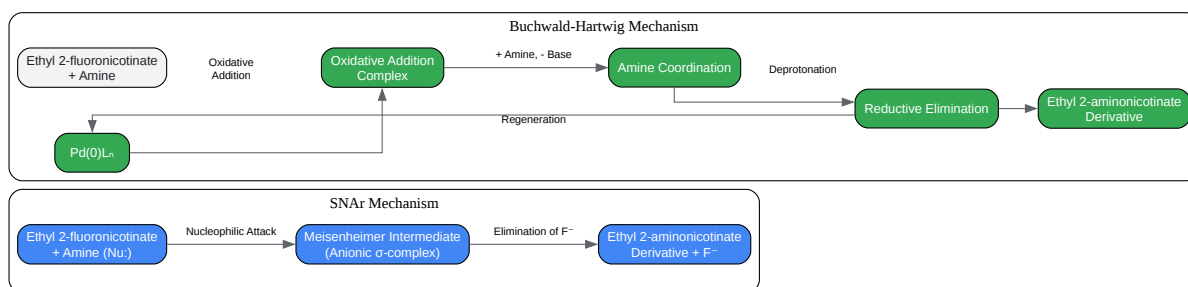 Buchwald-Hartwig Mechanism
Ethyl 2-fluoronicotinate
+ Amine
Oxidative
Addition
Oxidative Addition
Complex
+ Amine, - Base
Amine Coordination
Deprotonation
Reductive Elimination
Ethyl 2-aminonicotinate
Derivative
Regeneration
Pd(0)Lₙ
SNAr Mechanism
Ethyl 2-fluoronicotinate
+ Amine (Nu:)
Nucleophilic Attack
Meisenheimer Intermediate
(Anionic σ-complex)
Elimination of F⁻
Ethyl 2-aminonicotinate
Derivative + F⁻